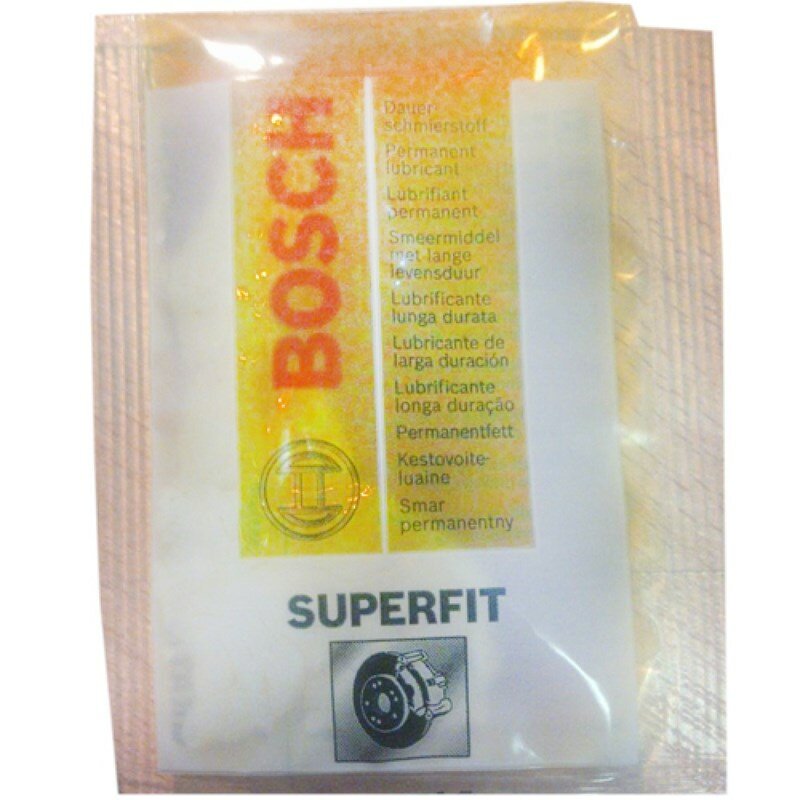 BOSCH
Dauer-
schmierstoff
Permanent
lubricant
Lubrifiant
permanent
Smeermiddel
met lange
levensduur
Lubrificante
lunga durata
Lubricante de
larga duración
Lubrificante
longa duração
Permanentfett
Kestovoite-
luaine
Smar
permanentny
SUPERFIT